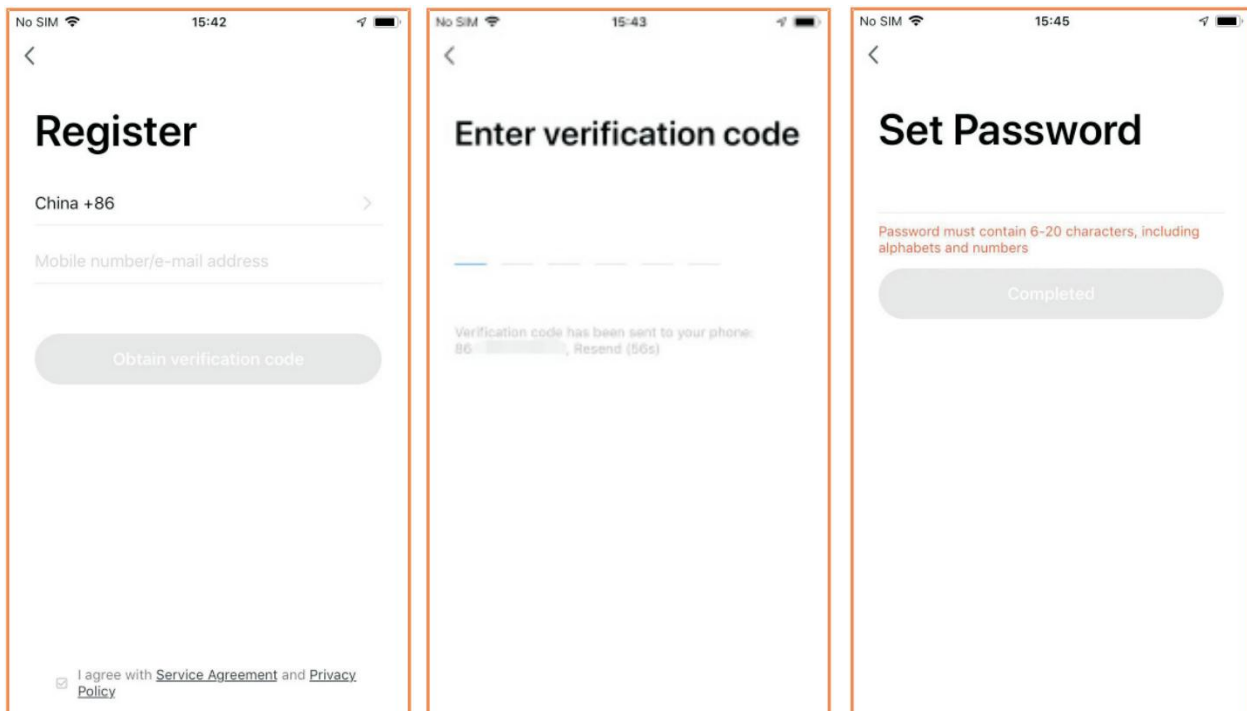 No SIM
15:42
Register
China +86
Mobile number/e-mail address
Obtain verification code
I agree with Service Agreement and Privacy
Policy
No SIM
15:43
Enter verification code
Verification code has been sent to your phone:
86 , Resend (56s)
No SIM
15:45
Set Password
Password must contain 6-20 characters, including
alphabets and numbers
Completed